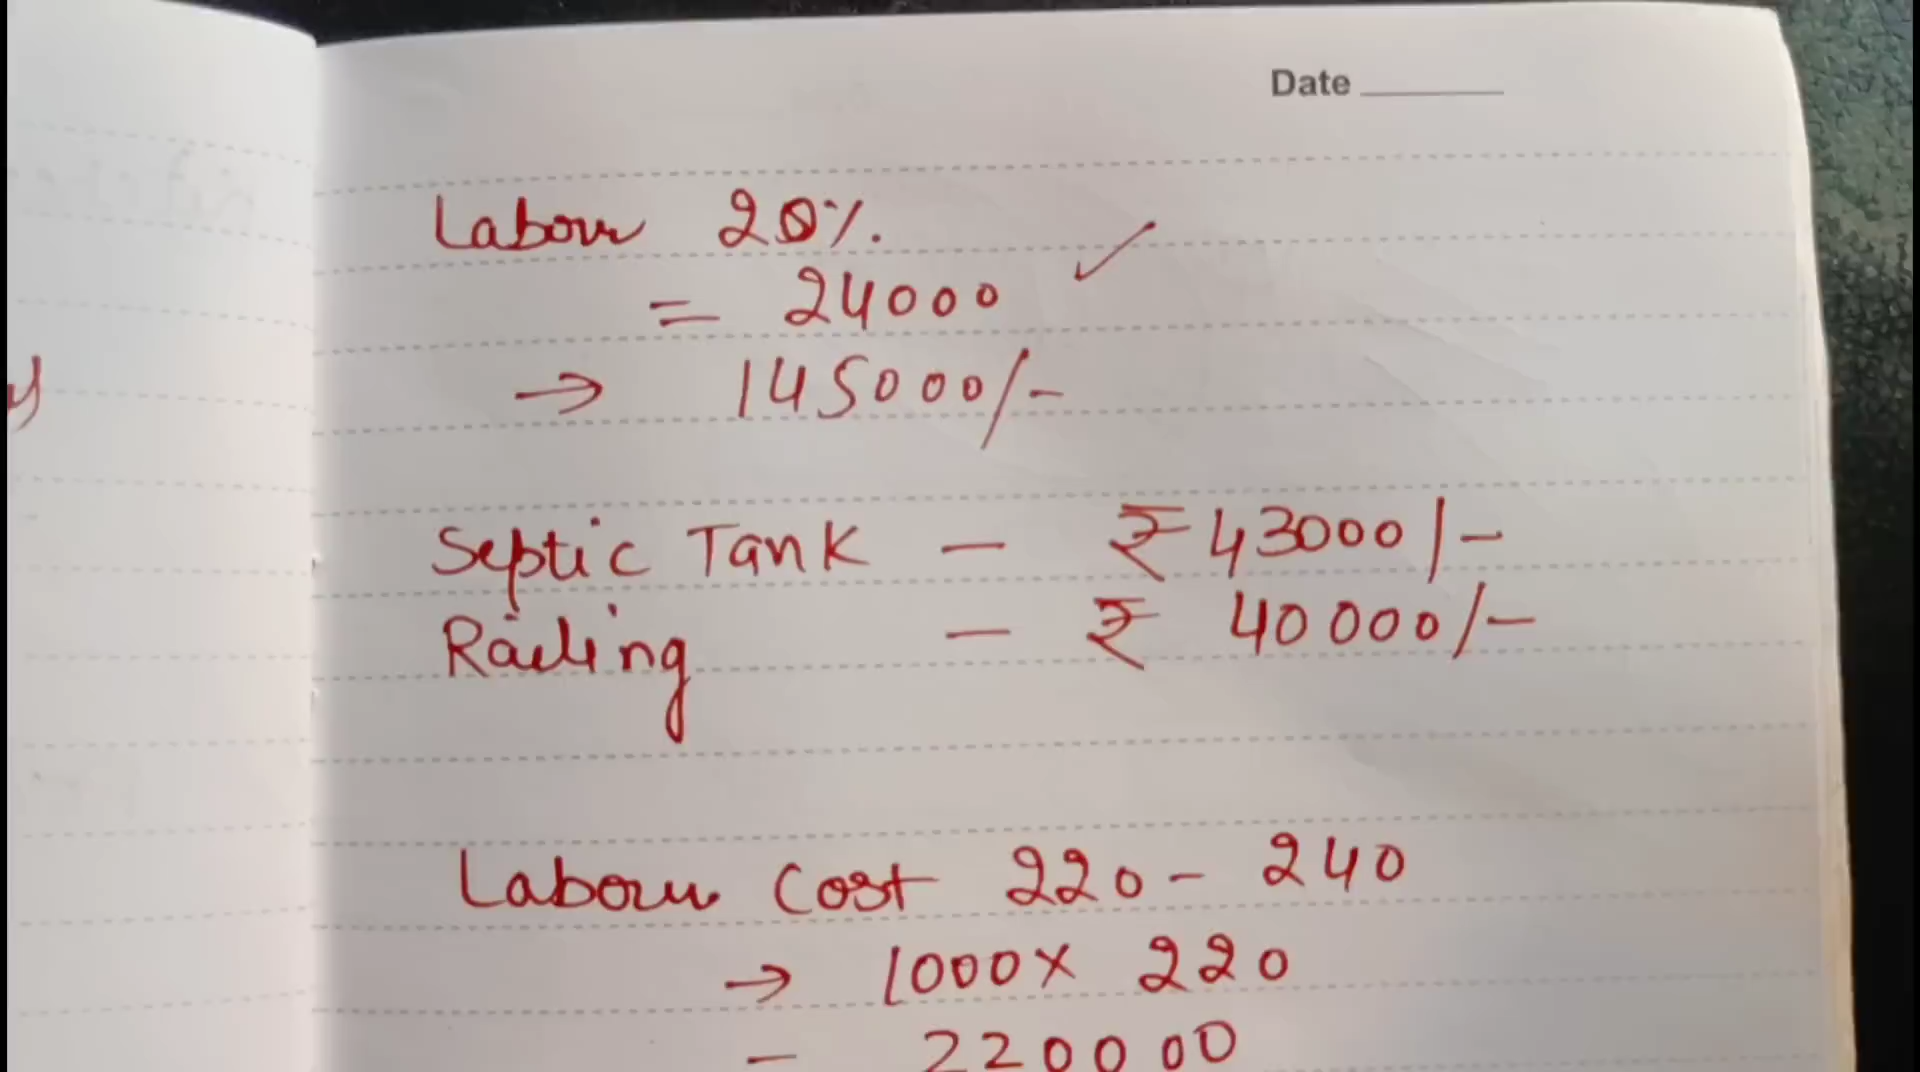 Date
Labour 20%.
= 24000 ✓
→ 145000/-
Septic Tank - ₹ 43000/-
Railing - ₹ 40000/-
Labour Cost 220 - 240
→ 1000 x 220
- 220000